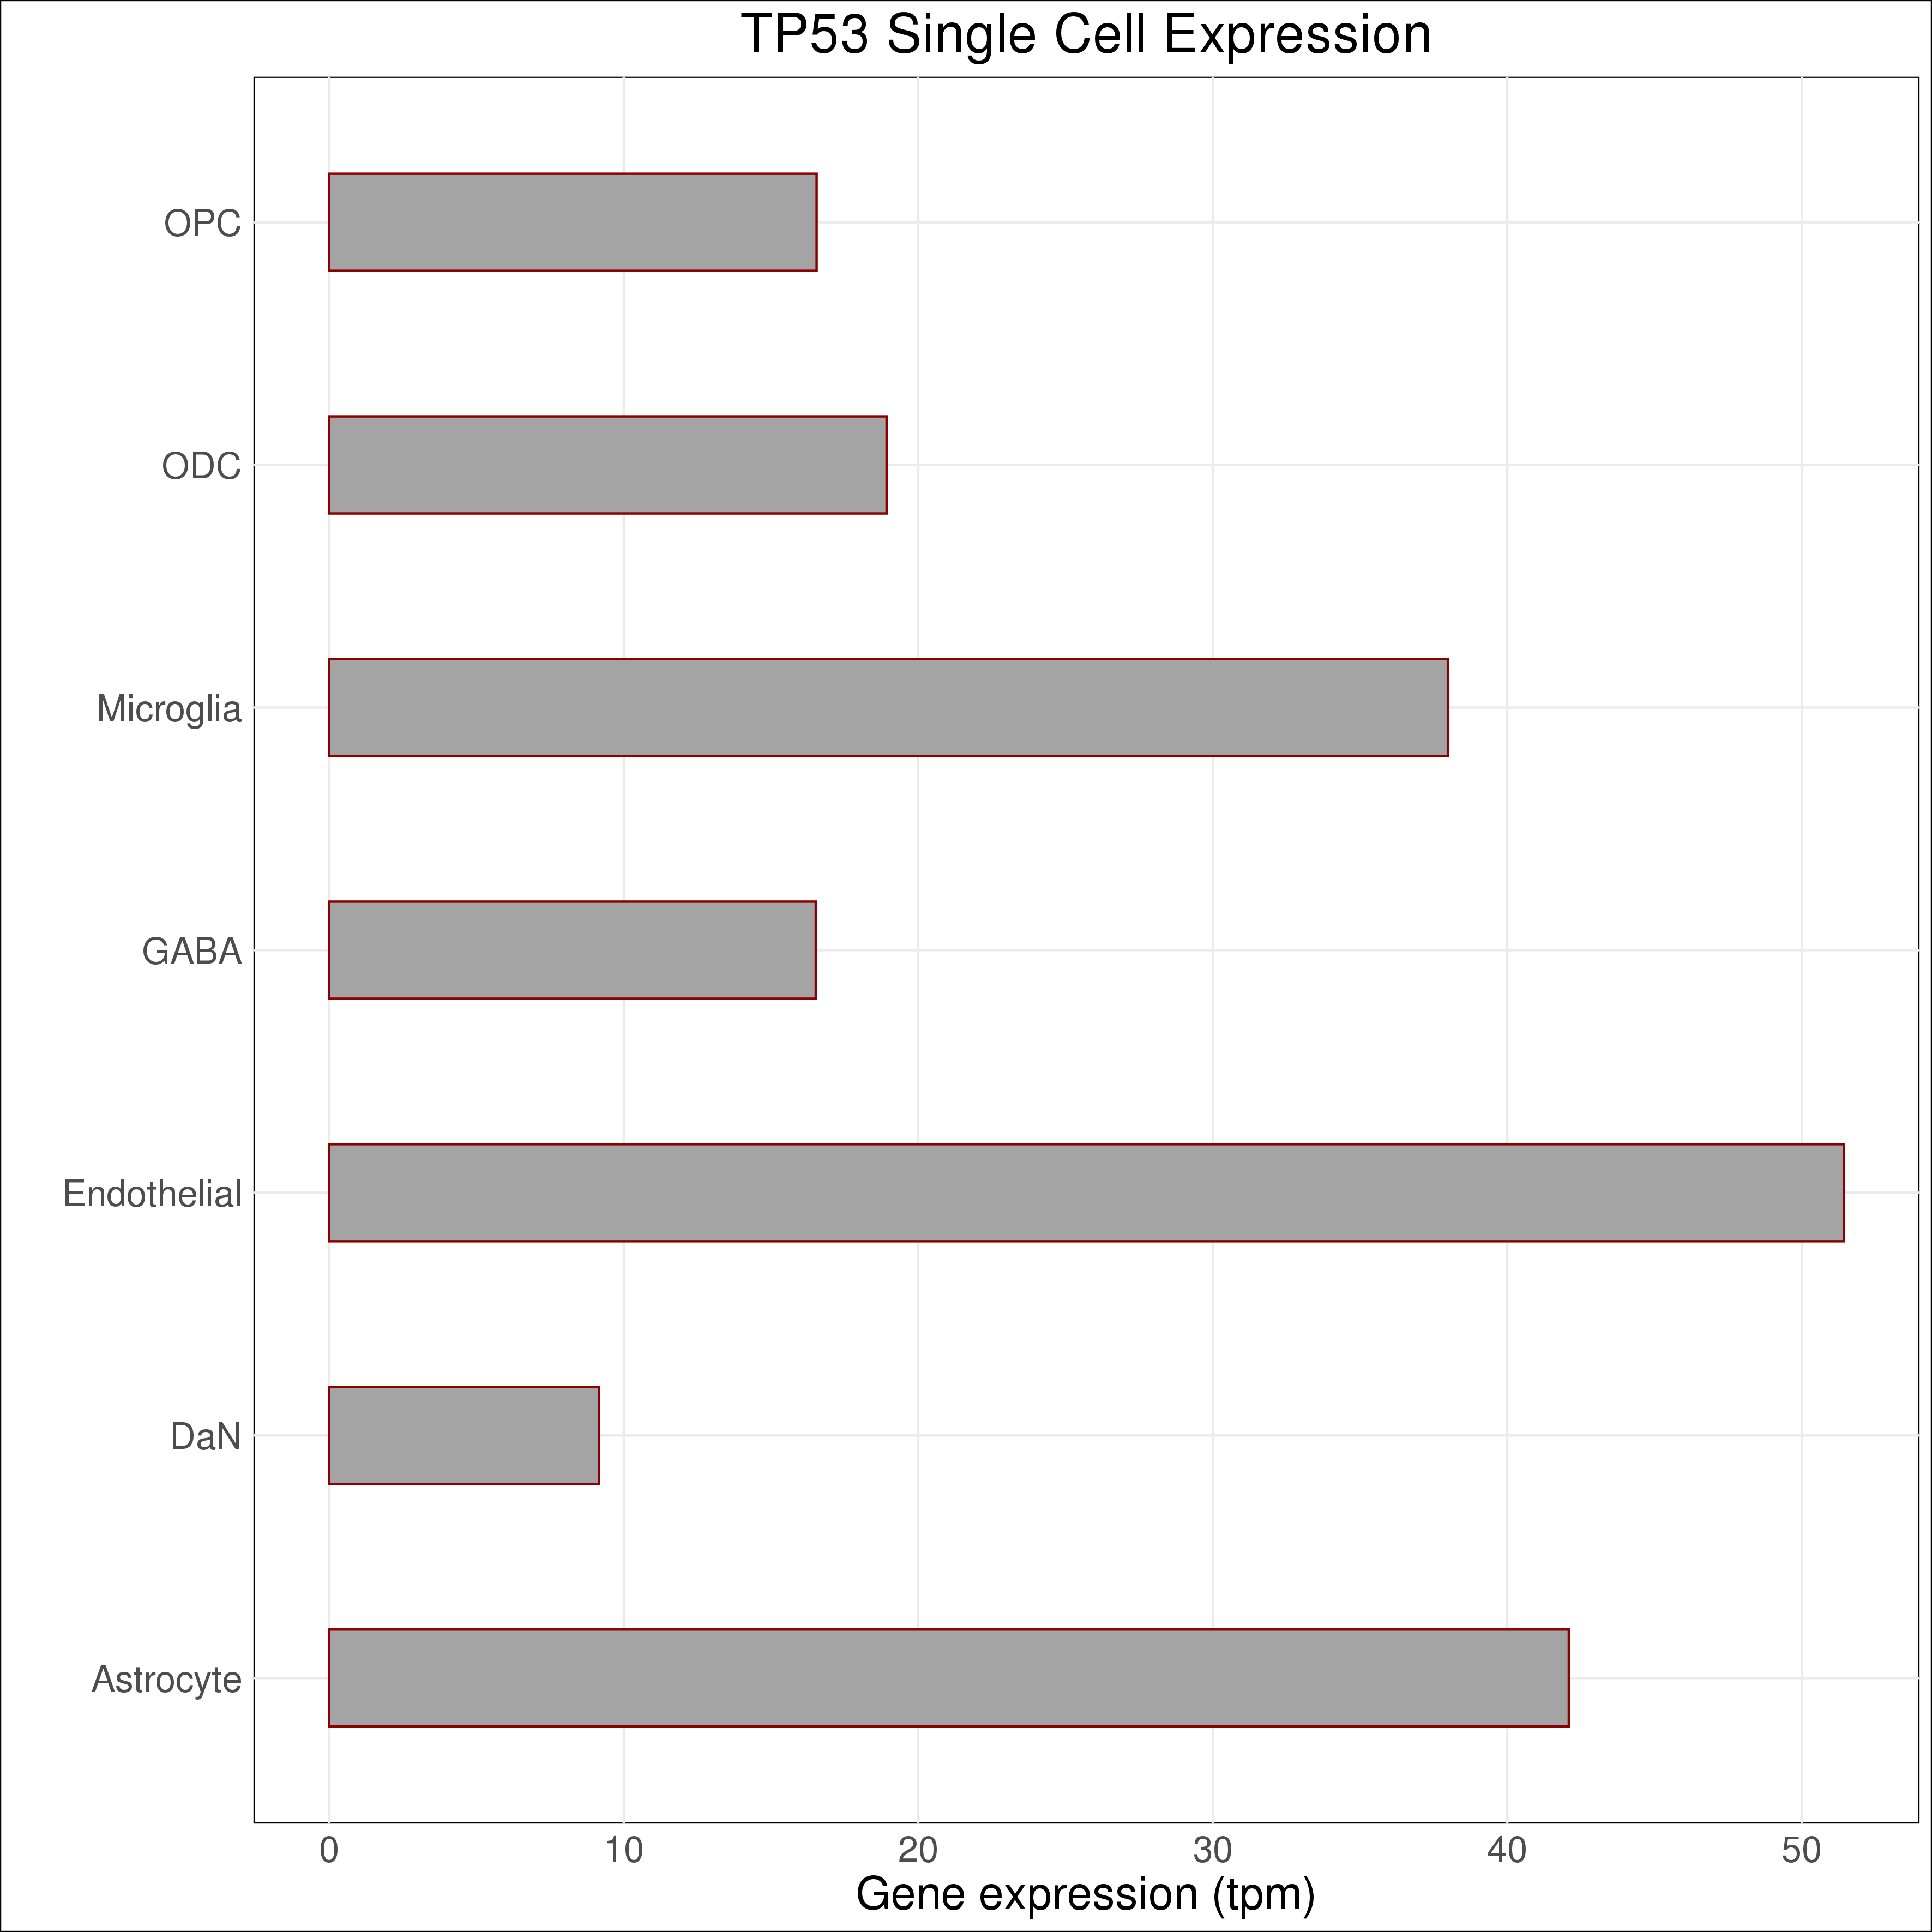 TP53 Single Cell Expression
OPC
ODC
Microglia
GABA
Endothelial
DaN
Astrocyte
0 10 20 30 40 50
Gene expression (tpm)